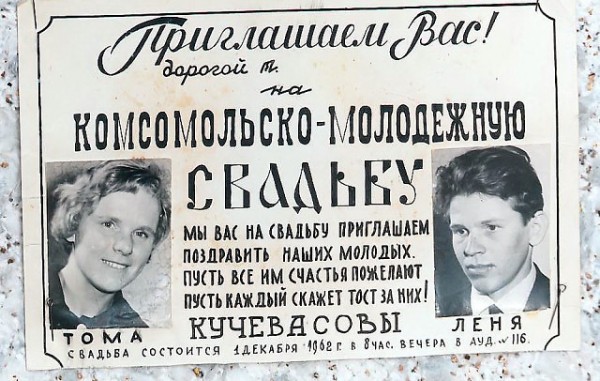 Приглашаем Вас!
дорогой т.
на
КОМСОМОЛЬСКО-МОЛОДЕЖНУЮ
СВАДЬБУ
МЫ ВАС НА СВАДЬБУ ПРИГЛАШАЕМ
ПОЗДРАВИТЬ НАШИХ МОЛОДЫХ.
ПУСТЬ ВСЕ ИМ СЧАСТЬЯ ПОЖЕЛАЮТ
ПУСТЬ КАЖДЫЙ СКАЖЕТ ТОСТ ЗА НИХ!
ТОМА КУЧЕВАСОВЫ ЛЕНЯ
СВАДЬБА СОСТОИТСЯ 1 ДЕКАБРЯ 1962 Г. В 8 ЧАС. ВЕЧЕРА В АУД. № 116.